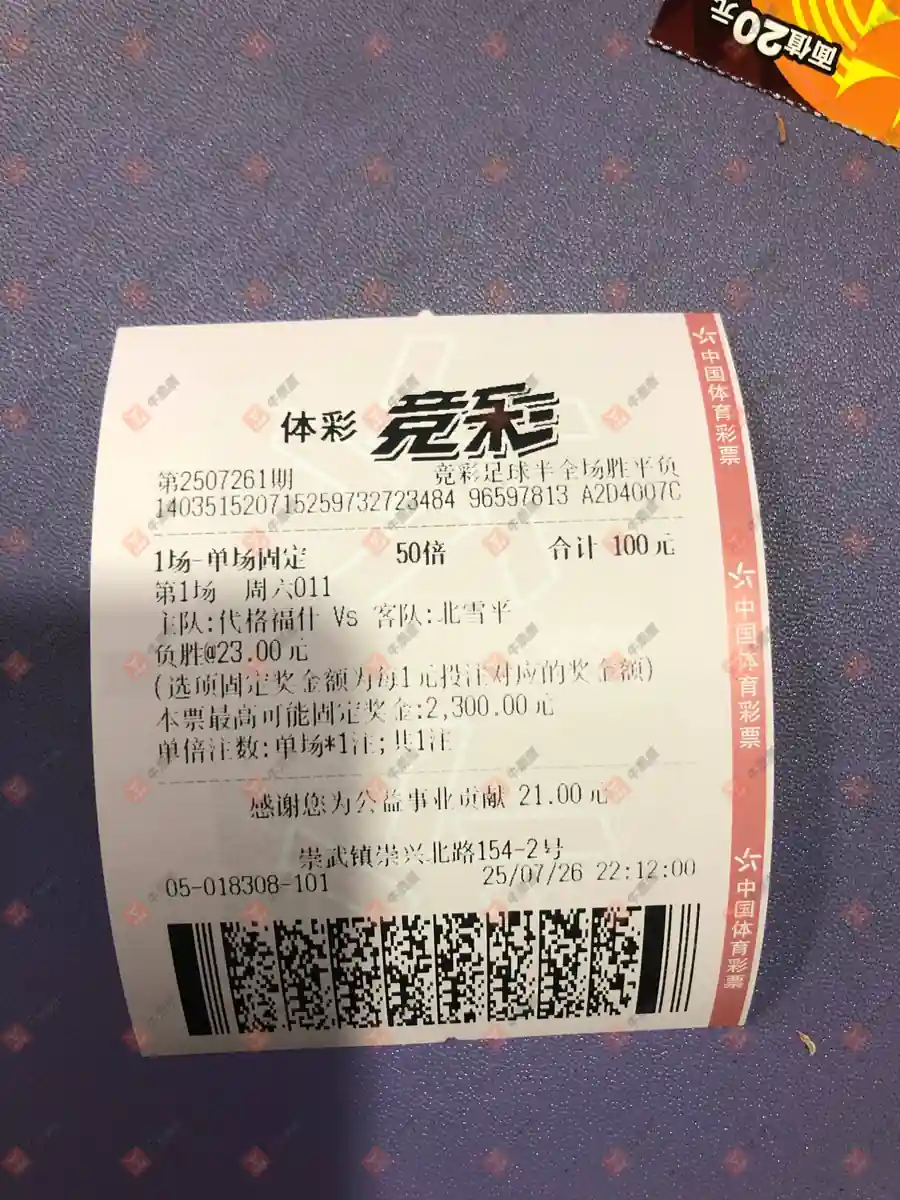 面值20元
体彩 竞彩
第2507261期 竞彩足球半全场胜平负
140351520715259732723484 96597813 A2D4007C
1场-单场固定 50倍 合计 100元
第1场 周六011
主队:代格福什 Vs 客队:北雪平
负胜@23.00元
(选项固定奖金额为每1元投注对应的奖金额)
本票最高可能固定奖金:2,300.00元
单倍注数:单场*1注;共1注
感谢您为公益事业贡献 21.00元
崇武镇崇兴北路154-2号
05-018308-101 25/07/26 22:12:00
中国体育彩票
中国体育彩票
中国体育彩票